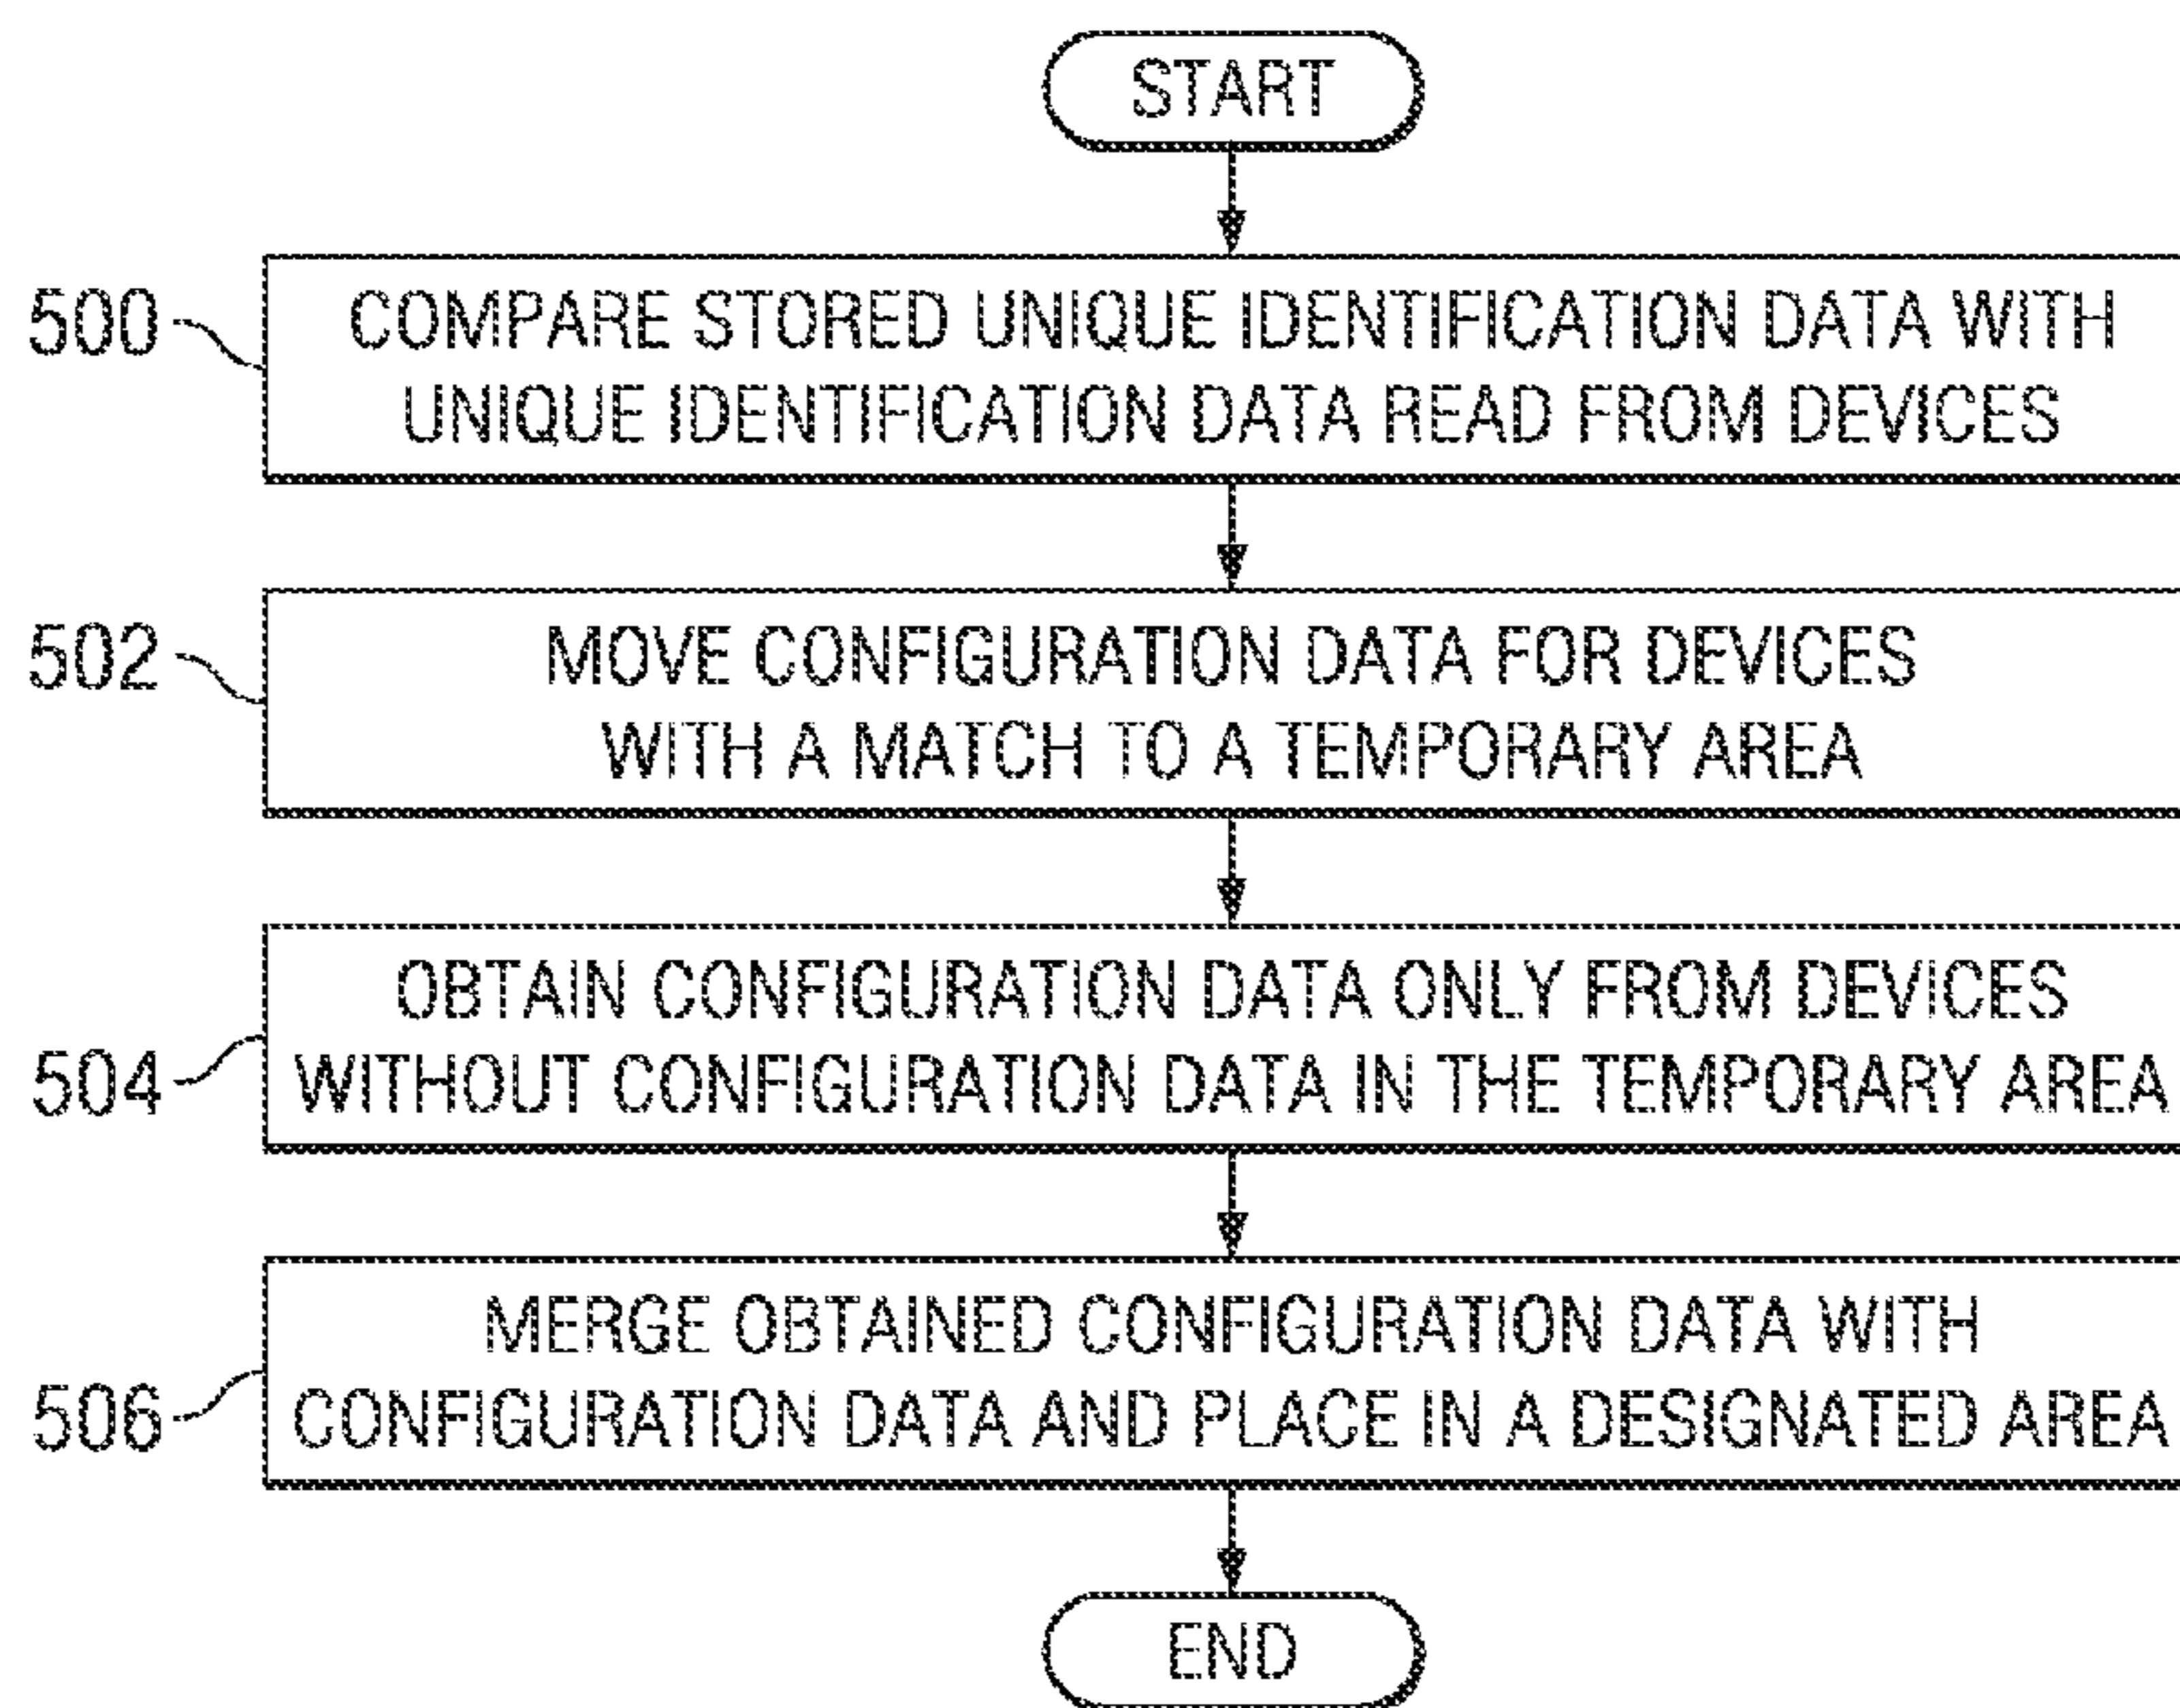 START
500
COMPARE STORED UNIQUE IDENTIFICATION DATA WITH
UNIQUE IDENTIFICATION DATA READ FROM DEVICES
502
MOVE CONFIGURATION DATA FOR DEVICES
WITH A MATCH TO A TEMPORARY AREA
504
OBTAIN CONFIGURATION DATA ONLY FROM DEVICES
WITHOUT CONFIGURATION DATA IN THE TEMPORARY AREA
506
MERGE OBTAINED CONFIGURATION DATA WITH
CONFIGURATION DATA AND PLACE IN A DESIGNATED AREA
END